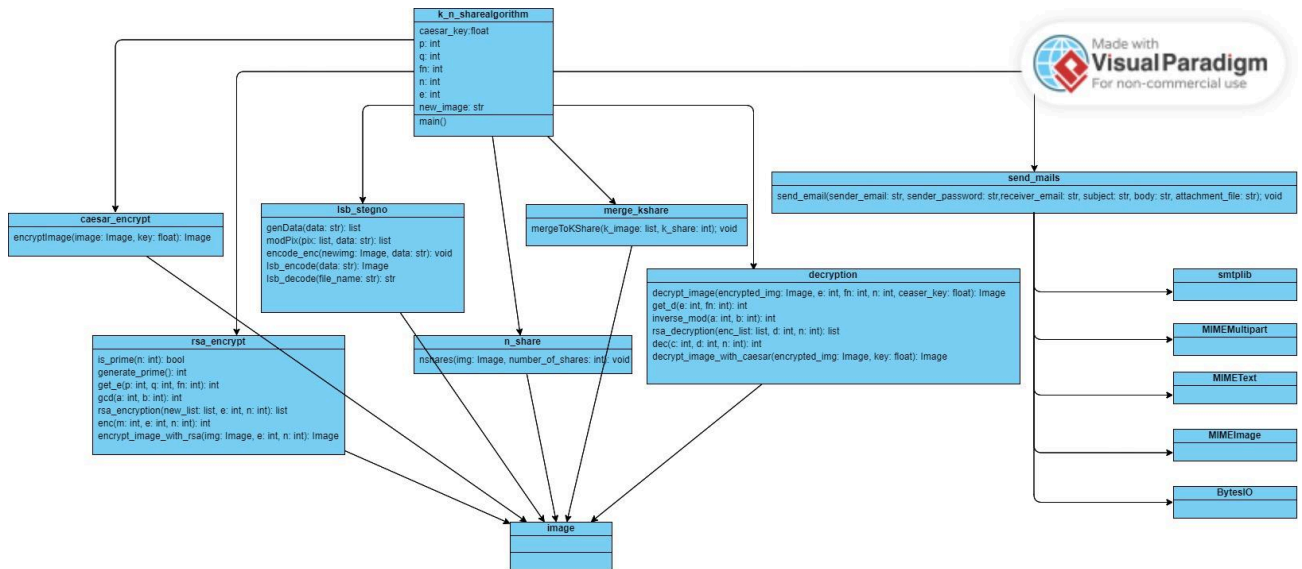 k_n_sharealgorithm
caesar_key:float
p: int
q: int
fn: int
n: int
e: int
new_image: str
main()
Made with
Visual Paradigm
For non-commercial use
send_mails
send_email(sender_email: str, sender_password: str,receiver_email: str, subject: str, body: str, attachment_file: str); void
caesar_encrypt
encryptImage(image: Image, key: float): Image
lsb_stegno
genData(data: str): list
modPix(pix: list, data: str): list
encode_enc(newimg: Image, data: str): void
lsb_encode(data: str): Image
lsb_decode(file_name: str): str
merge_kshare
mergeToKShare(k_image: list, k_share: int); void
decryption
decrypt_image(encrypted_img: Image, e: int, fn: int, n: int, ceaser_key: float): Image
get_d(e: int, fn: int): int
inverse_mod(a: int, b: int): int
rsa_decryption(enc_list: list, d: int, n: int): list
dec(c: int, d: int, n: int): int
decrypt_image_with_caesar(encrypted_img: Image, key: float): Image
smtplib
MIMEMultipart
MIMEText
MIMEImage
BytesIO
rsa_encrypt
is_prime(n: int): bool
generate_prime(): int
get_e(p: int, q: int, fn: int): int
gcd(a: int, b: int): int
rsa_encryption(new_list: list, e: int, n: int): list
enc(m: int, e: int, n: int): int
encrypt_image_with_rsa(img: Image, e: int, n: int): Image
n_share
nshares(img: Image, number_of_shares: int): void
image